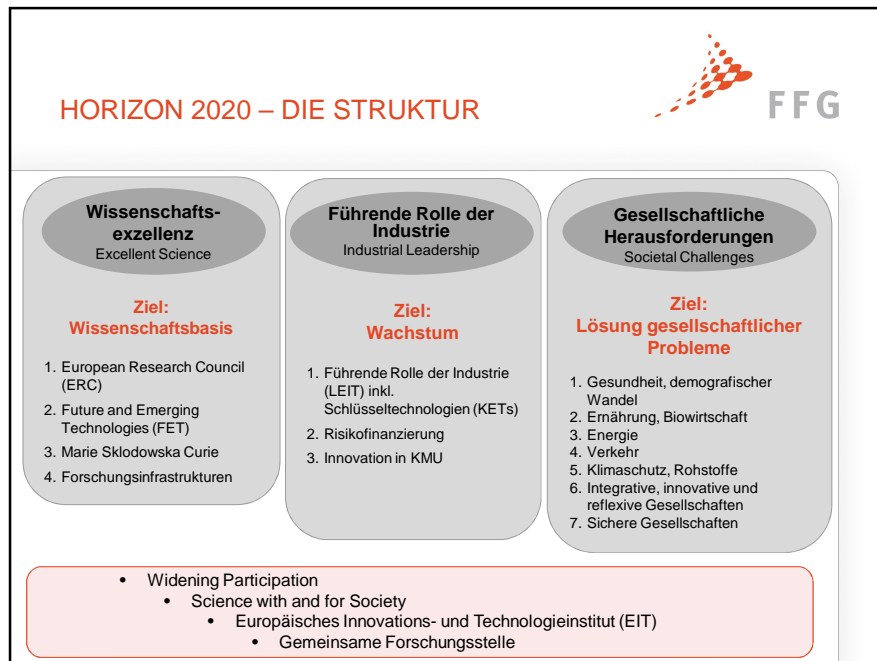 HORIZON 2020 – DIE STRUKTUR
FFG
Wissenschafts-
exzellenz
Excellent Science
Ziel:
Wissenschaftsbasis
1. European Research Council
(ERC)
2. Future and Emerging
Technologies (FET)
3. Marie Sklodowska Curie
4. Forschungsinfrastrukturen
Führende Rolle der
Industrie
Industrial Leadership
Ziel:
Wachstum
1. Führende Rolle der Industrie
(LEIT) inkl.
Schlüsseltechnologien (KETs)
2. Risikofinanzierung
3. Innovation in KMU
Gesellschaftliche
Herausforderungen
Societal Challenges
Ziel:
Lösung gesellschaftlicher
Probleme
1. Gesundheit, demografischer
Wandel
2. Ernährung, Biowirtschaft
3. Energie
4. Verkehr
5. Klimaschutz, Rohstoffe
6. Integrative, innovative und
reflexive Gesellschaften
7. Sichere Gesellschaften
• Widening Participation
• Science with and for Society
• Europäisches Innovations- und Technologieinstitut (EIT)
• Gemeinsame Forschungsstelle